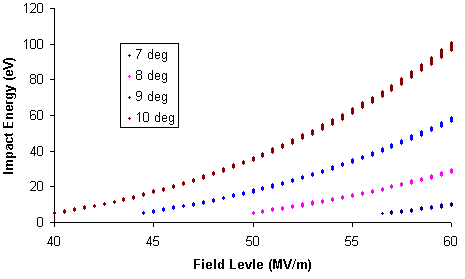 120
100
80
60
40
20
0
Impact Energy (eV)
7 deg
8 deg
9 deg
10 deg
40 45 50 55 60
Field Levle (MV/m)